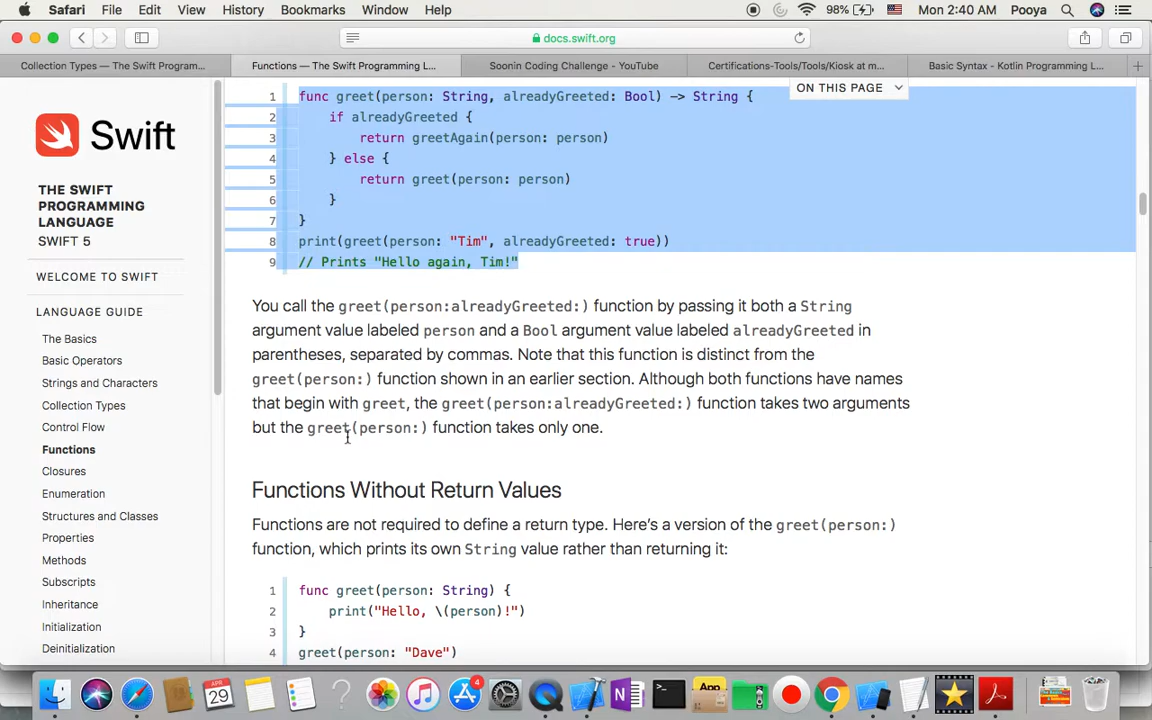 Safari File Edit View History Bookmarks Window Help 98% Mon 2:40 AM Pooya
docs.swift.org
Collection Types — The Swift Program... Functions — The Swift Programming L... Soonin Coding Challenge - YouTube Certifications-Tools/Tools/Kiosk at m... Basic Syntax - Kotlin Programming L...
ON THIS PAGE
Swift
THE SWIFT
PROGRAMMING
LANGUAGE
SWIFT 5
WELCOME TO SWIFT
LANGUAGE GUIDE
The Basics
Basic Operators
Strings and Characters
Collection Types
Control Flow
Functions
Closures
Enumeration
Structures and Classes
Properties
Methods
Subscripts
Inheritance
Initialization
Deinitialization
1 func greet(person: String, alreadyGreeted: Bool) -> String {
2 if alreadyGreeted {
3 return greetAgain(person: person)
4 } else {
5 return greet(person: person)
6 }
7 }
8 print(greet(person: "Tim", alreadyGreeted: true))
9 // Prints "Hello again, Tim!"
You call the greet(person:alreadyGreeted:) function by passing it both a String
argument value labeled person and a Bool argument value labeled alreadyGreeted in
parentheses, separated by commas. Note that this function is distinct from the
greet(person:) function shown in an earlier section. Although both functions have names
that begin with greet, the greet(person:alreadyGreeted:) function takes two arguments
but the greet(person:) function takes only one.
Functions Without Return Values
Functions are not required to define a return type. Here’s a version of the greet(person:)
function, which prints its own String value rather than returning it:
1 func greet(person: String) {
2 print("Hello, \(person)!")
3 }
4 greet(person: "Dave")
APR
29
4
App